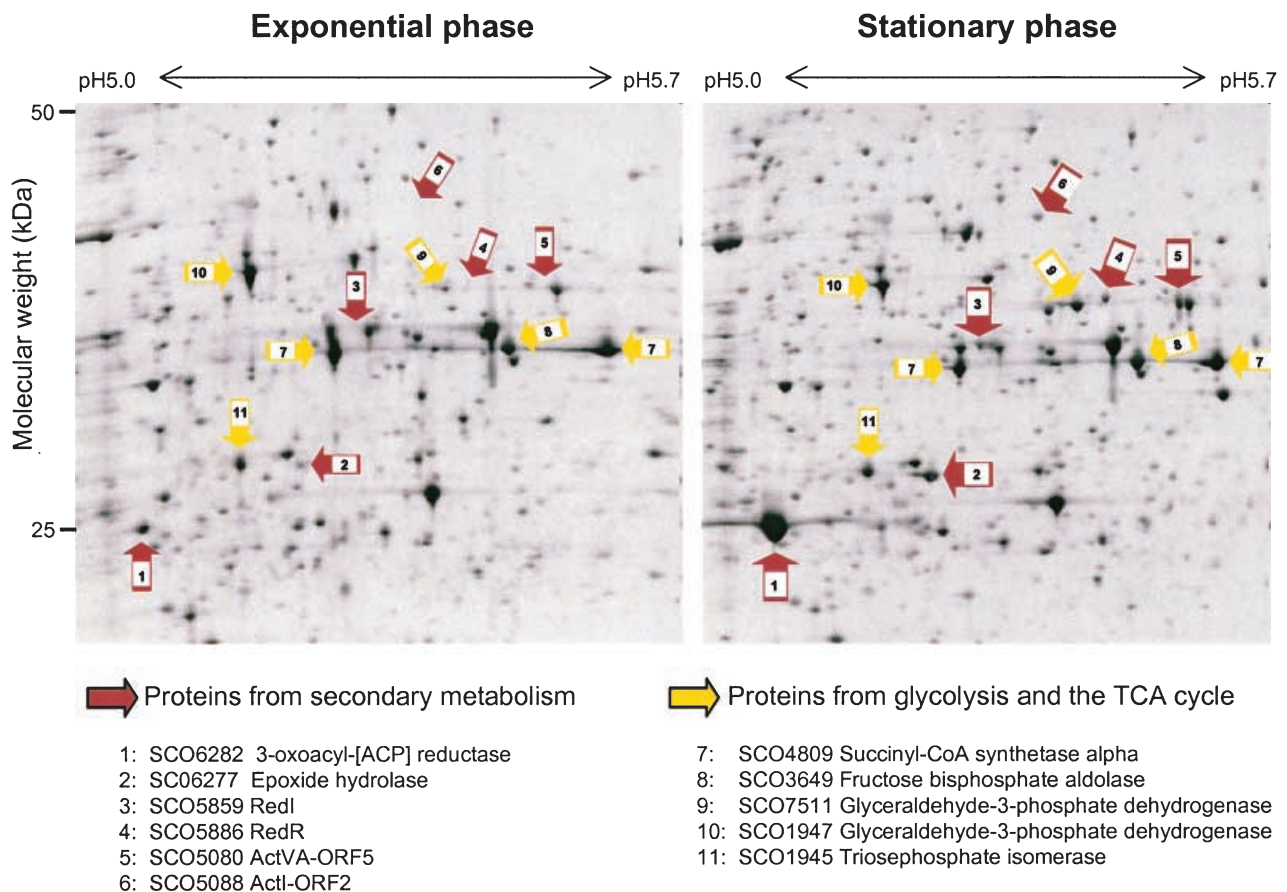 Exponential phase
Stationary phase
pH5.0
pH5.7
pH5.0
pH5.7
50
25
Molecular weight (kDa)
6
9
4
5
10
3
8
7
7
11
2
1
6
9
4
5
10
3
8
7
7
11
2
1
Proteins from secondary metabolism
1: SCO6282 3-oxoacyl-[ACP] reductase
2: SC06277 Epoxide hydrolase
3: SCO5859 RedI
4: SCO5886 RedR
5: SCO5080 ActVA-ORF5
6: SCO5088 ActI-ORF2
Proteins from glycolysis and the TCA cycle
7: SCO4809 Succinyl-CoA synthetase alpha
8: SCO3649 Fructose bisphosphate aldolase
9: SCO7511 Glyceraldehyde-3-phosphate dehydrogenase
10: SCO1947 Glyceraldehyde-3-phosphate dehydrogenase
11: SCO1945 Triosephosphate isomerase